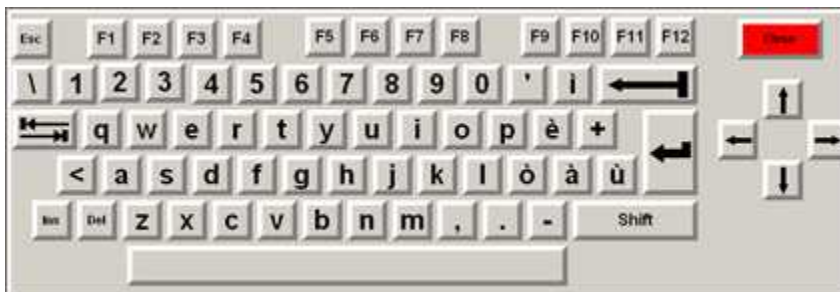 Esc F1 F2 F3 F4 F5 F6 F7 F8 F9 F10 F11 F12 Close
\ 1 2 3 4 5 6 7 8 9 0 ' ì
q w e r t y u i o p è +
< a s d f g h j k l ò à ù
Ins Del z x c v b n m , . - Shift